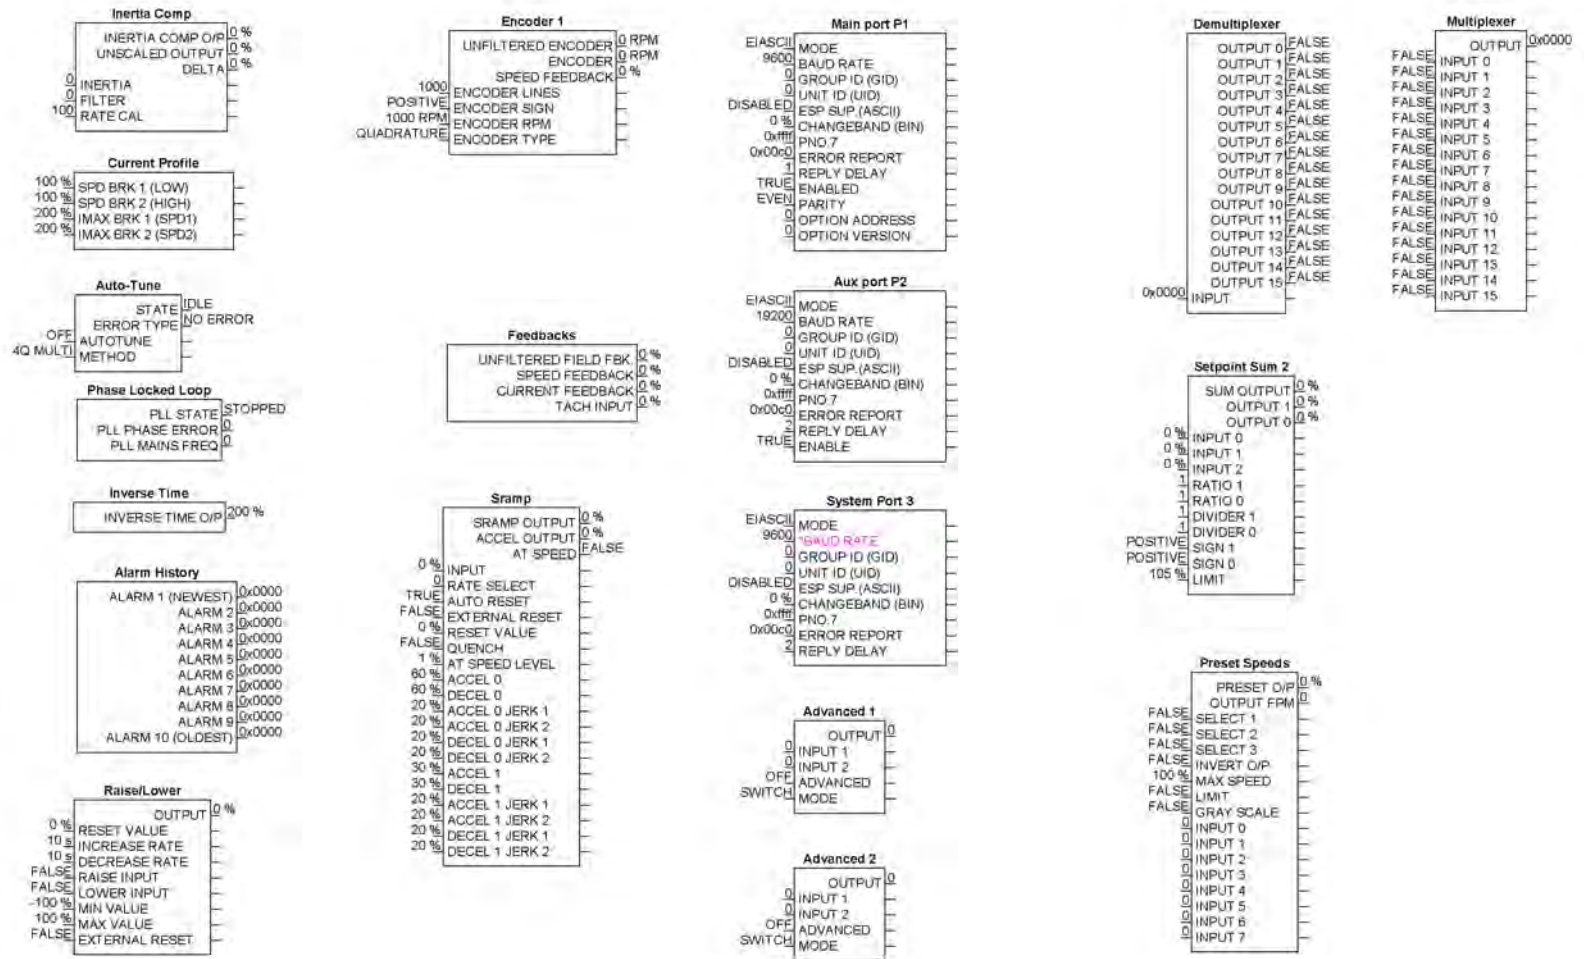 Inertia Comp
INERTIA COMP O/P 0 %
UNSCALED OUTPUT 0 %
DELTA 0 %
0 INERTIA
0 FILTER
100 RATE CAL
Current Profile
100 % SPD BRK 1 (LOW)
100 % SPD BRK 2 (HIGH)
200 % IMAX BRK 1 (SPD1)
200 % IMAX BRK 2 (SPD2)
Auto-Tune
STATE IDLE
ERROR TYPE NO ERROR
OFF AUTOTUNE
4Q MULTI METHOD
Phase Locked Loop
PLL STATE STOPPED
PLL PHASE ERROR 0
PLL MAINS FREQ 0
Inverse Time
INVERSE TIME O/P 200 %
Alarm History
ALARM 1 (NEWEST) 0x0000
ALARM 2 0x0000
ALARM 3 0x0000
ALARM 4 0x0000
ALARM 5 0x0000
ALARM 6 0x0000
ALARM 7 0x0000
ALARM 8 0x0000
ALARM 9 0x0000
ALARM 10 (OLDEST) 0x0000
Raise/Lower
OUTPUT 0 %
0 % RESET VALUE
10 s INCREASE RATE
10 s DECREASE RATE
FALSE RAISE INPUT
FALSE LOWER INPUT
-100 % MIN VALUE
100 % MAX VALUE
FALSE EXTERNAL RESET
Encoder 1
UNFILTERED ENCODER 0 RPM
ENCODER 0 RPM
SPEED FEEDBACK 0 %
1000 ENCODER LINES
POSITIVE ENCODER SIGN
1000 RPM ENCODER RPM
QUADRATURE ENCODER TYPE
Feedbacks
UNFILTERED FIELD FBK. 0 %
SPEED FEEDBACK 0 %
CURRENT FEEDBACK 0 %
TACH INPUT 0 %
Sramp
SRAMP OUTPUT 0 %
ACCEL OUTPUT 0 %
AT SPEED FALSE
0 % INPUT
0 RATE SELECT
TRUE AUTO RESET
FALSE EXTERNAL RESET
0 % RESET VALUE
FALSE QUENCH
1 % AT SPEED LEVEL
60 % ACCEL 0
60 % DECEL 0
20 % ACCEL 0 JERK 1
20 % ACCEL 0 JERK 2
20 % DECEL 0 JERK 1
20 % DECEL 0 JERK 2
30 % ACCEL 1
30 % DECEL 1
20 % ACCEL 1 JERK 1
20 % ACCEL 1 JERK 2
20 % DECEL 1 JERK 1
20 % DECEL 1 JERK 2
Main port P1
EIASCII MODE
9600 BAUD RATE
0 GROUP ID (GID)
0 UNIT ID (UID)
DISABLED ESP SUP.(ASCII)
0 % CHANGEBAND (BIN)
0xffff PNO.7
0x00c0 ERROR REPORT
1 REPLY DELAY
TRUE ENABLED
EVEN PARITY
0 OPTION ADDRESS
0 OPTION VERSION
Aux port P2
EIASCII MODE
19200 BAUD RATE
0 GROUP ID (GID)
0 UNIT ID (UID)
DISABLED ESP SUP.(ASCII)
0 % CHANGEBAND (BIN)
0xffff PNO.7
0x00c0 ERROR REPORT
2 REPLY DELAY
TRUE ENABLE
System Port 3
EIASCII MODE
9600 *BAUD RATE
0 GROUP ID (GID)
0 UNIT ID (UID)
DISABLED ESP SUP.(ASCII)
0 % CHANGEBAND (BIN)
0xffff PNO.7
0x00c0 ERROR REPORT
2 REPLY DELAY
Advanced 1
OUTPUT 0
0 INPUT 1
0 INPUT 2
OFF ADVANCED
SWITCH MODE
Advanced 2
OUTPUT 0
0 INPUT 1
0 INPUT 2
OFF ADVANCED
SWITCH MODE
Demultiplexer
OUTPUT 0 FALSE
OUTPUT 1 FALSE
OUTPUT 2 FALSE
OUTPUT 3 FALSE
OUTPUT 4 FALSE
OUTPUT 5 FALSE
OUTPUT 6 FALSE
OUTPUT 7 FALSE
OUTPUT 8 FALSE
OUTPUT 9 FALSE
OUTPUT 10 FALSE
OUTPUT 11 FALSE
OUTPUT 12 FALSE
OUTPUT 13 FALSE
OUTPUT 14 FALSE
OUTPUT 15 FALSE
0x0000 INPUT
Setpoint Sum 2
SUM OUTPUT 0 %
OUTPUT 1 0 %
OUTPUT 0 0 %
0 % INPUT 0
0 % INPUT 1
0 % INPUT 2
1 RATIO 1
1 RATIO 0
1 DIVIDER 1
1 DIVIDER 0
POSITIVE SIGN 1
POSITIVE SIGN 0
105 % LIMIT
Preset Speeds
PRESET O/P 0 %
OUTPUT FPM 0
FALSE SELECT 1
FALSE SELECT 2
FALSE SELECT 3
FALSE INVERT O/P
100 % MAX SPEED
FALSE LIMIT
FALSE GRAY SCALE
0 INPUT 0
0 INPUT 1
0 INPUT 2
0 INPUT 3
0 INPUT 4
0 INPUT 5
0 INPUT 6
0 INPUT 7
Multiplexer
OUTPUT 0x0000
FALSE INPUT 0
FALSE INPUT 1
FALSE INPUT 2
FALSE INPUT 3
FALSE INPUT 4
FALSE INPUT 5
FALSE INPUT 6
FALSE INPUT 7
FALSE INPUT 8
FALSE INPUT 9
FALSE INPUT 10
FALSE INPUT 11
FALSE INPUT 12
FALSE INPUT 13
FALSE INPUT 14
FALSE INPUT 15